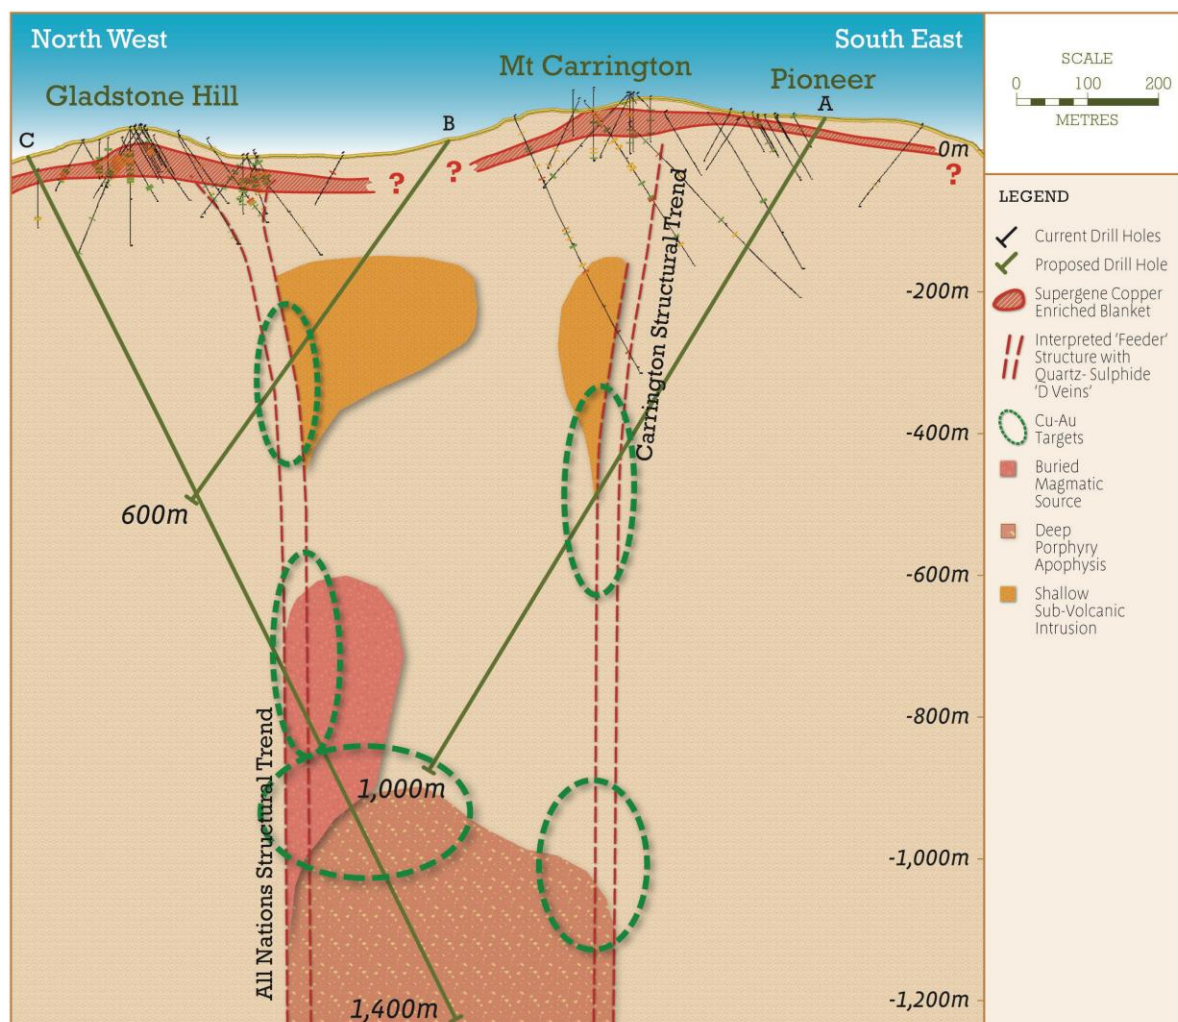 North West
South East
Mt Carrington
Pioneer
Gladstone Hill
C
B
A
0m
?
?
?
-200m
Carrington Structural Trend
-400m
600m
-600m
-800m
1,000m
All Nations Structural Trend
-1,000m
1,400m
-1,200m
SCALE
0 100 200
METRES
LEGEND
Current Drill Holes
Proposed Drill Hole
Supergene Copper
Enriched Blanket
Interpreted 'Feeder'
Structure with
Quartz- Sulphide
'D Veins'
Cu-Au
Targets
Buried
Magmatic
Source
Deep
Porphyry
Apophysis
Shallow
Sub-Volcanic
Intrusion